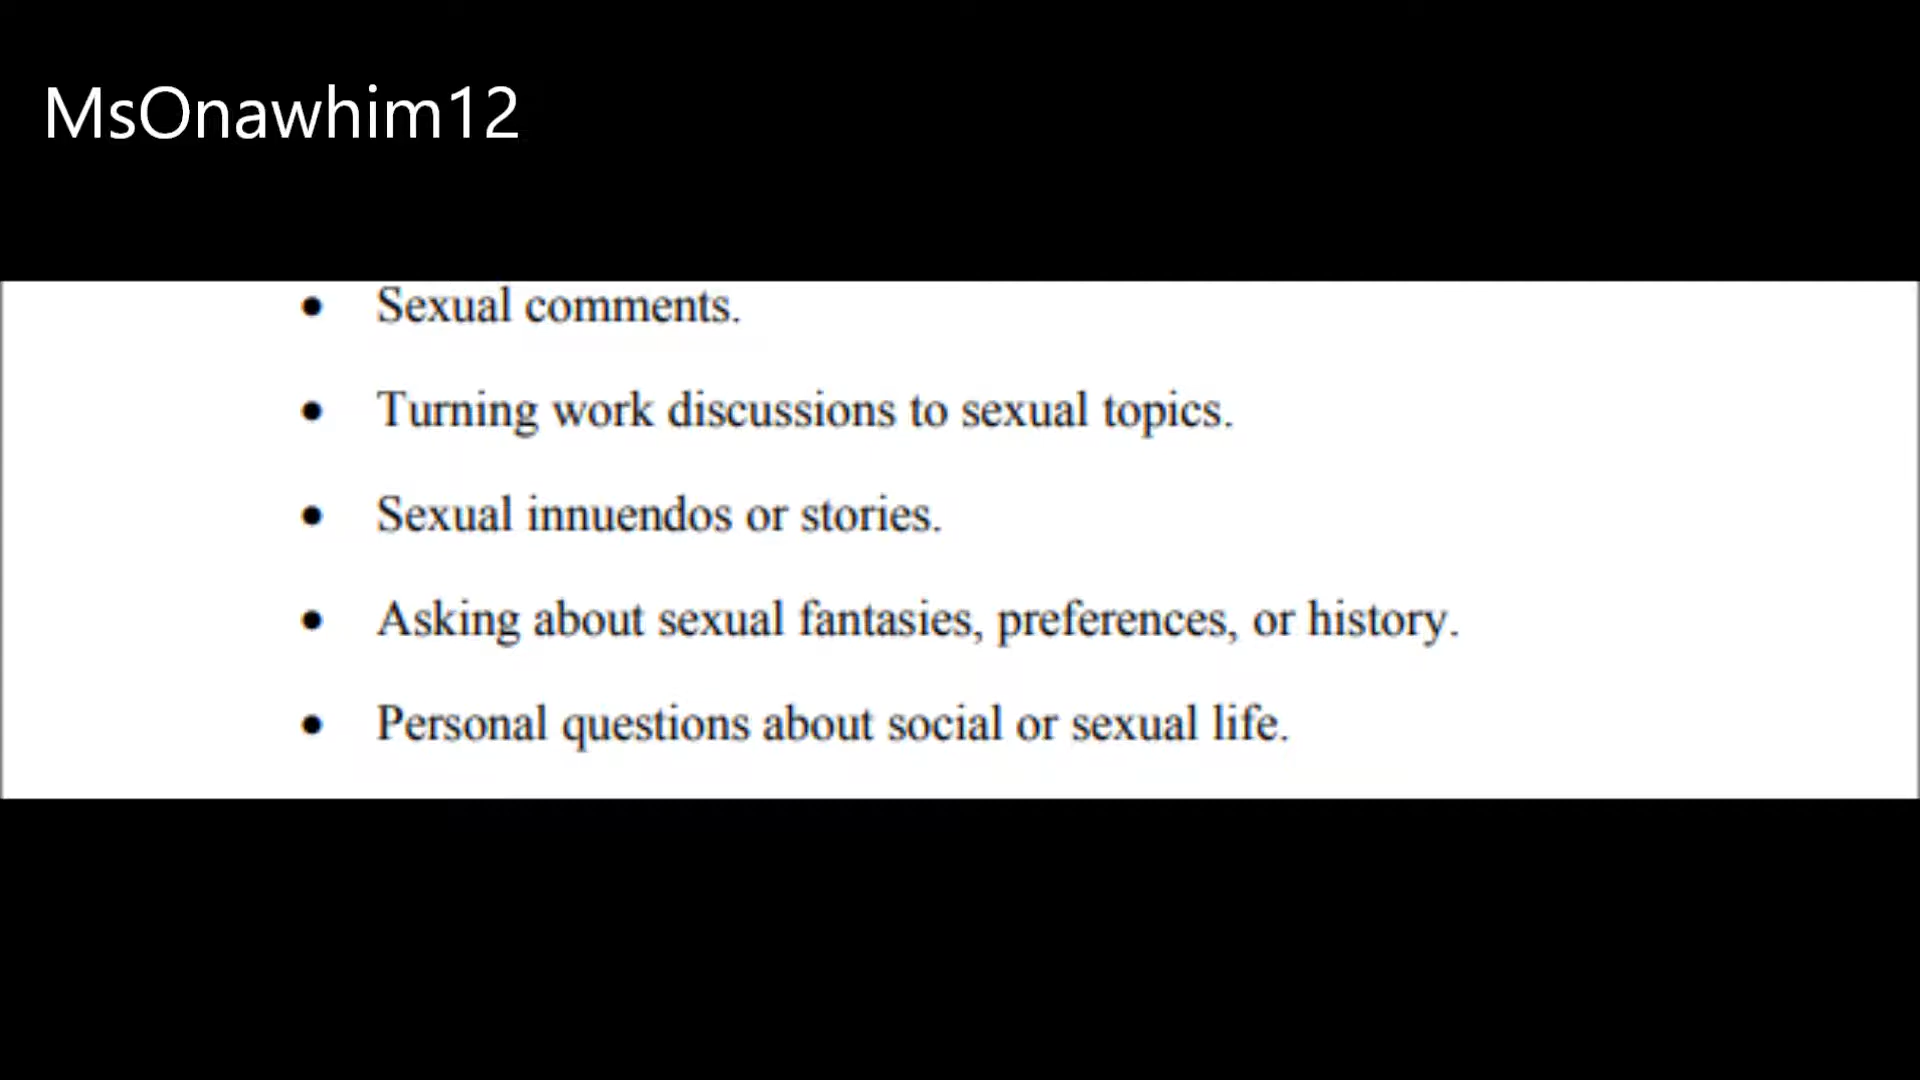 MsOnawhim12
• Sexual comments.
• Turning work discussions to sexual topics.
• Sexual innuendos or stories.
• Asking about sexual fantasies, preferences, or history.
• Personal questions about social or sexual life.